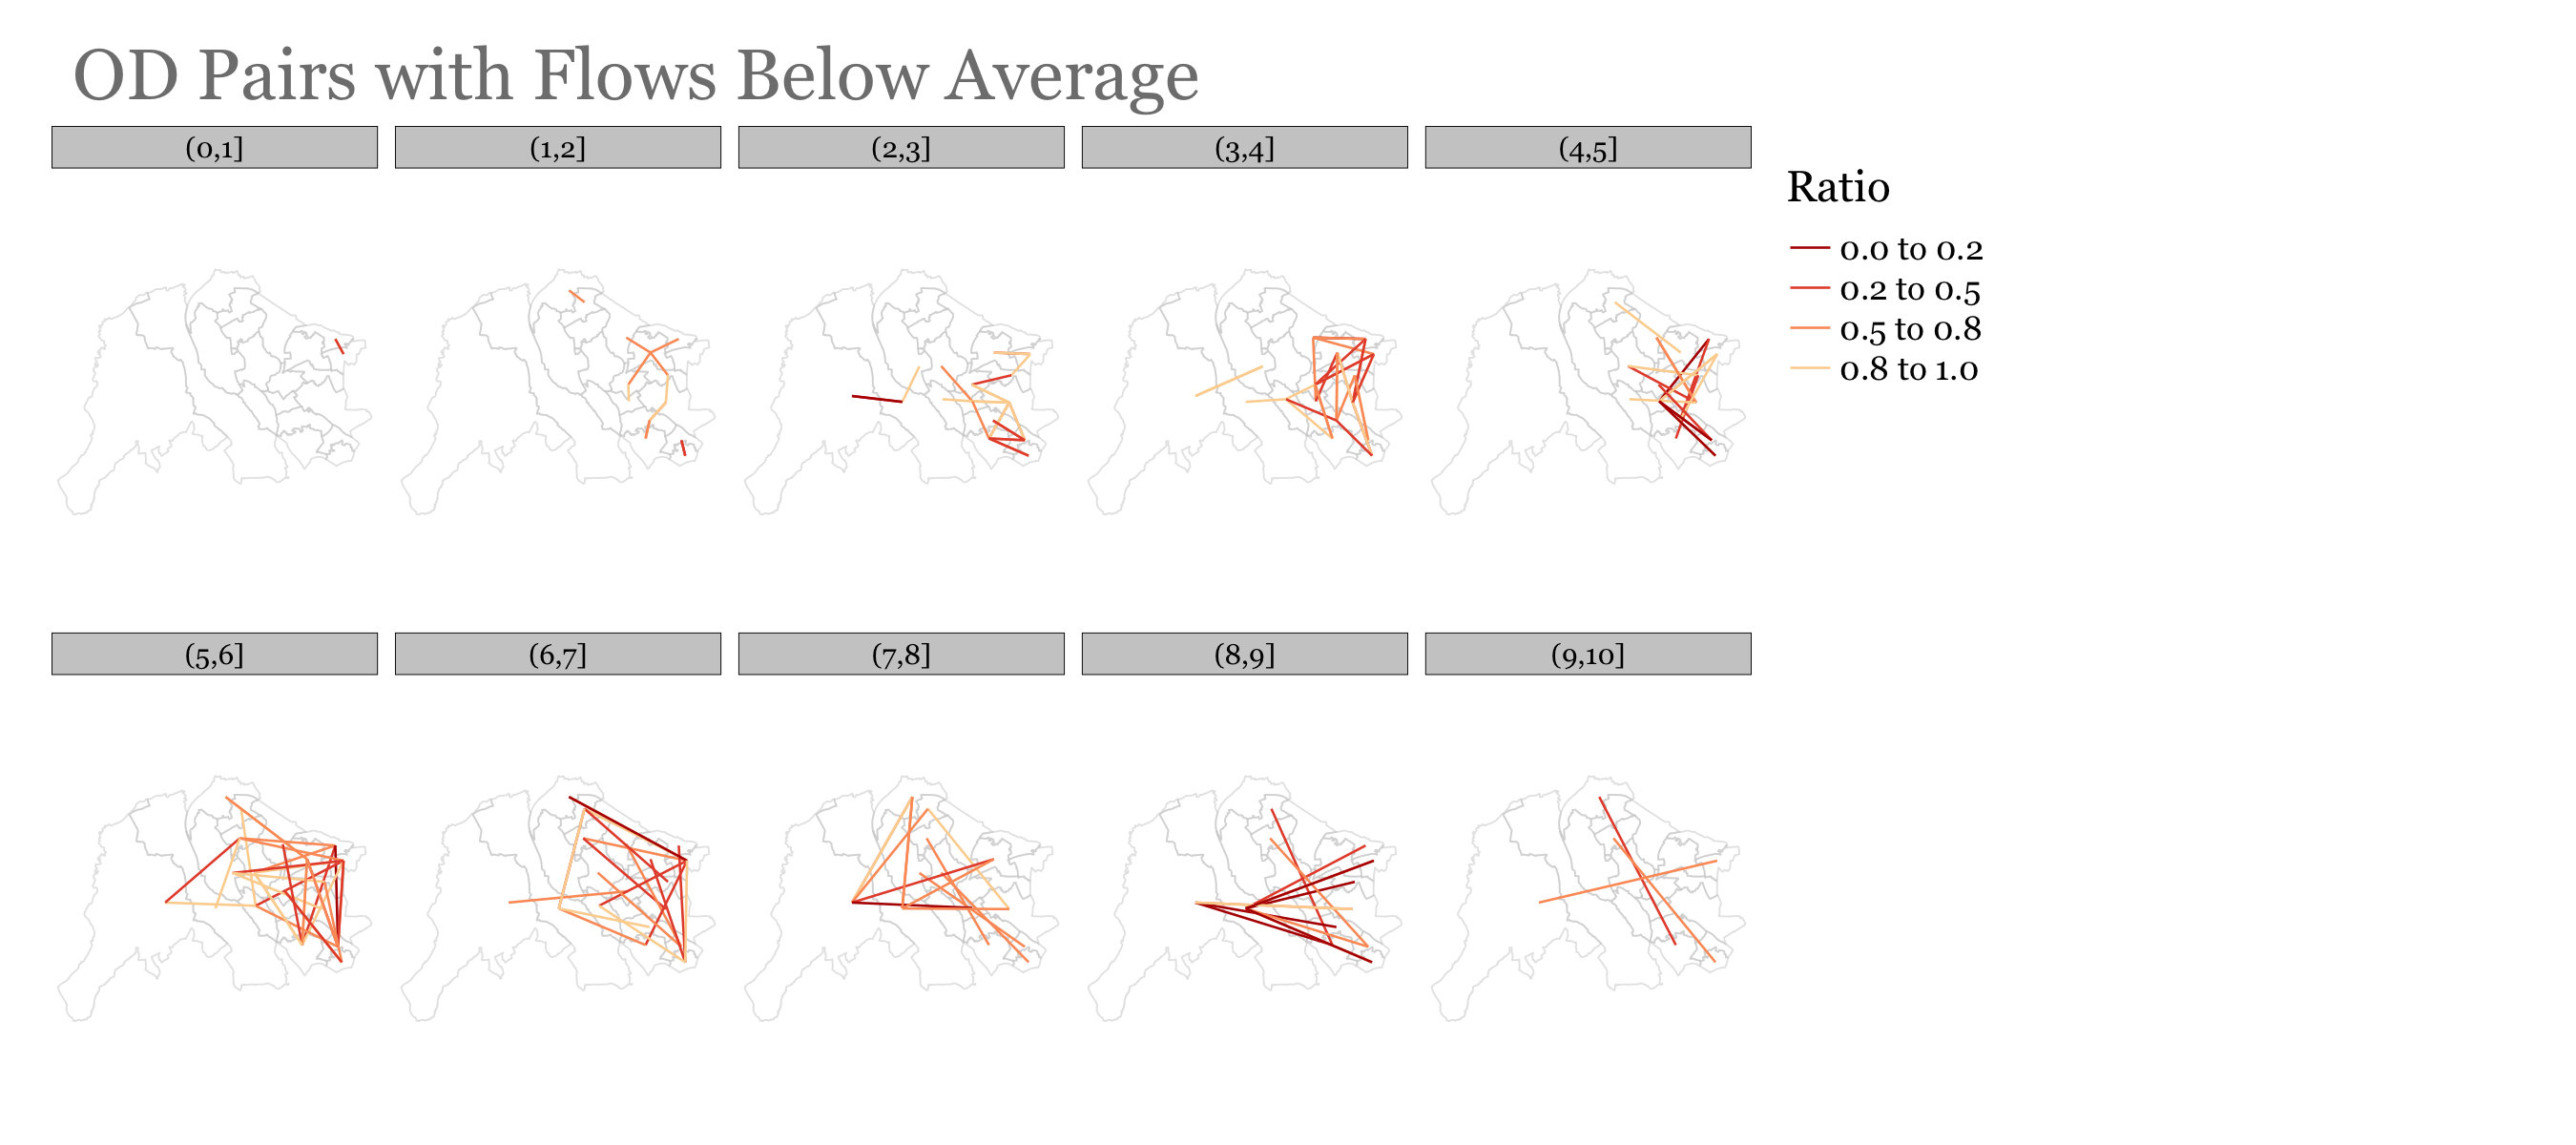 OD Pairs with Flows Below Average
(0,1]
(1,2]
(2,3]
(3,4]
(4,5]
Ratio
0.0 to 0.2
0.2 to 0.5
0.5 to 0.8
0.8 to 1.0
(5,6]
(6,7]
(7,8]
(8,9]
(9,10]